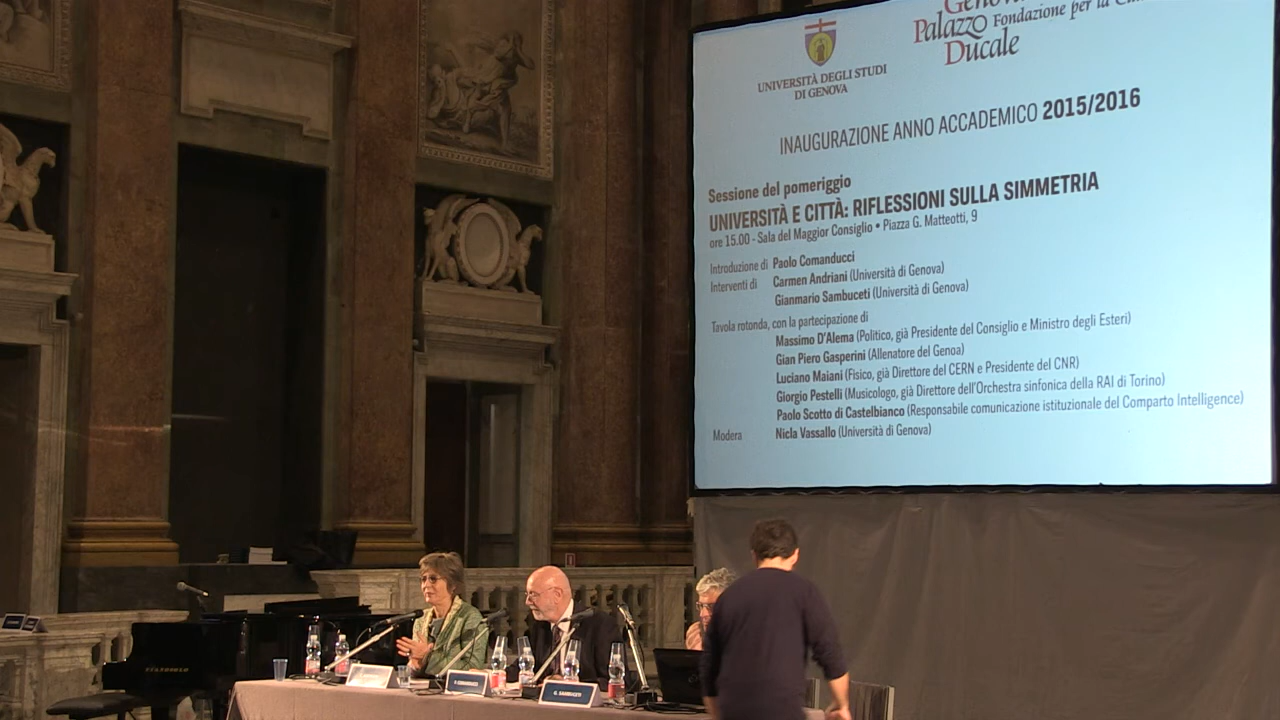 Genova
Palazzo Fondazione per la
Ducale
UNIVERSITÀ DEGLI STUDI
DI GENOVA
INAUGURAZIONE ANNO ACCADEMICO 2015/2016
Sessione del pomeriggio
UNIVERSITÀ E CITTÀ: RIFLESSIONI SULLA SIMMETRIA
ore 15.00 - Sala del Maggior Consiglio • Piazza G. Matteotti, 9
Introduzione di Paolo Comanducci
Interventi di Carmen Andriani (Università di Genova)
Gianmario Sambuceti (Università di Genova)
Tavola rotonda, con la partecipazione di
Massimo D'Alema (Politico, già Presidente del Consiglio e Ministro degli Esteri)
Gian Piero Gasperini (Allenatore del Genoa)
Luciano Maiani (Fisico, già Direttore del CERN e Presidente del CNR)
Giorgio Pestelli (Musicologo, già Direttore dell'Orchestra sinfonica della RAI di Torino)
Paolo Scotto di Castelbianco (Responsabile comunicazione istituzionale del Comparto Intelligence)
Modera Nicla Vassallo (Università di Genova)
P. COMANDUCCI
G. SAMBUCETI